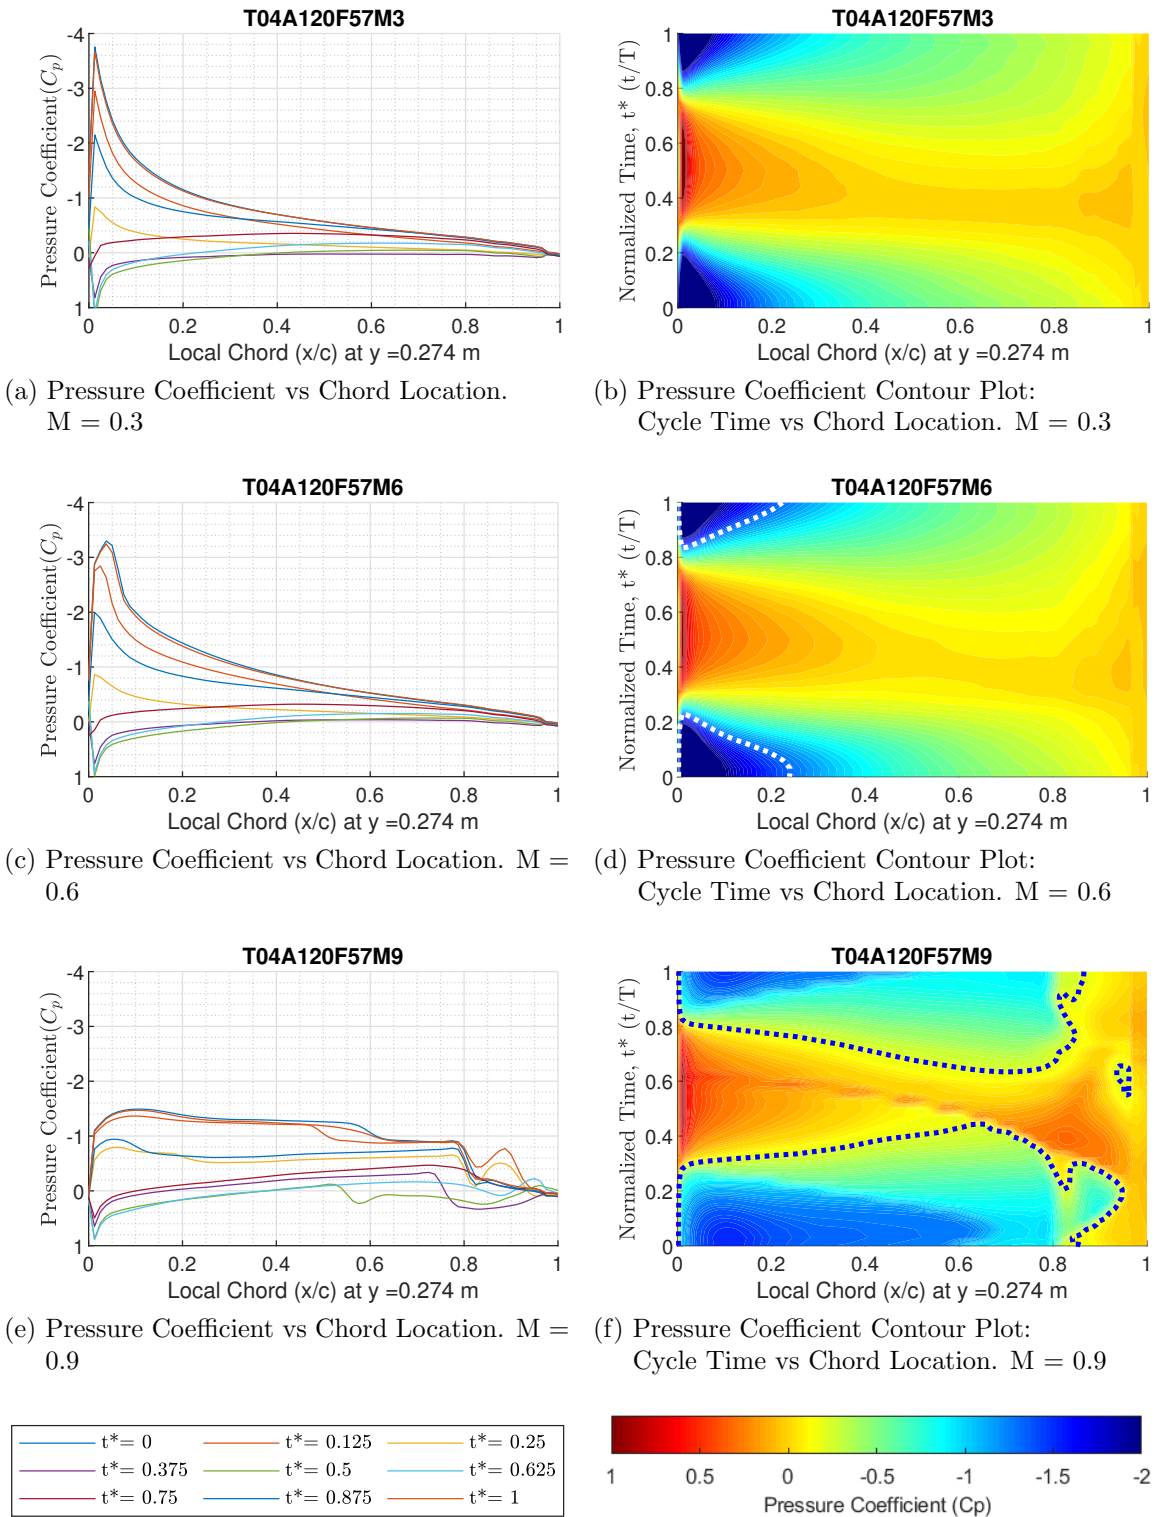 T04A120F57M3
Pressure Coefficient(Cp)
-4
-3
-2
-1
0
1
0 0.2 0.4 0.6 0.8 1
Local Chord (x/c) at y =0.274 m
(a) Pressure Coefficient vs Chord Location.
M = 0.3
T04A120F57M3
Normalized Time, t* (t/T)
1
0.8
0.6
0.4
0.2
0
0 0.2 0.4 0.6 0.8 1
Local Chord (x/c) at y =0.274 m
(b) Pressure Coefficient Contour Plot:
Cycle Time vs Chord Location. M = 0.3
T04A120F57M6
Pressure Coefficient(Cp)
-4
-3
-2
-1
0
1
0 0.2 0.4 0.6 0.8 1
Local Chord (x/c) at y =0.274 m
(c) Pressure Coefficient vs Chord Location. M =
0.6
T04A120F57M6
Normalized Time, t* (t/T)
1
0.8
0.6
0.4
0.2
0
0 0.2 0.4 0.6 0.8 1
Local Chord (x/c) at y =0.274 m
(d) Pressure Coefficient Contour Plot:
Cycle Time vs Chord Location. M = 0.6
T04A120F57M9
Pressure Coefficient(Cp)
-4
-3
-2
-1
0
1
0 0.2 0.4 0.6 0.8 1
Local Chord (x/c) at y =0.274 m
(e) Pressure Coefficient vs Chord Location. M =
0.9
T04A120F57M9
Normalized Time, t* (t/T)
1
0.8
0.6
0.4
0.2
0
0 0.2 0.4 0.6 0.8 1
Local Chord (x/c) at y =0.274 m
(f) Pressure Coefficient Contour Plot:
Cycle Time vs Chord Location. M = 0.9
t*= 0 t*= 0.125 t*= 0.25
t*= 0.375 t*= 0.5 t*= 0.625
t*= 0.75 t*= 0.875 t*= 1
1 0.5 0 -0.5 -1 -1.5 -2
Pressure Coefficient (Cp)